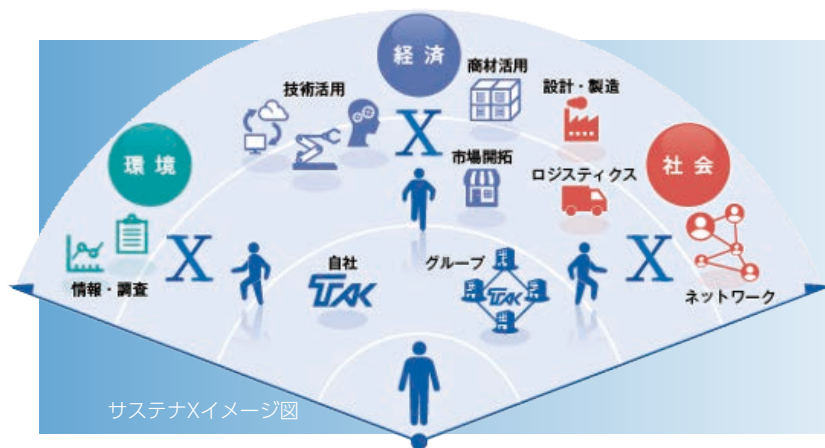 経済
商材活用
技術活用
設計・製造
環境
X
市場開拓
社会
ロジスティクス
X
X
自社
グループ
TAK
TAK
情報・調査
ネットワーク
サステナXイメージ図